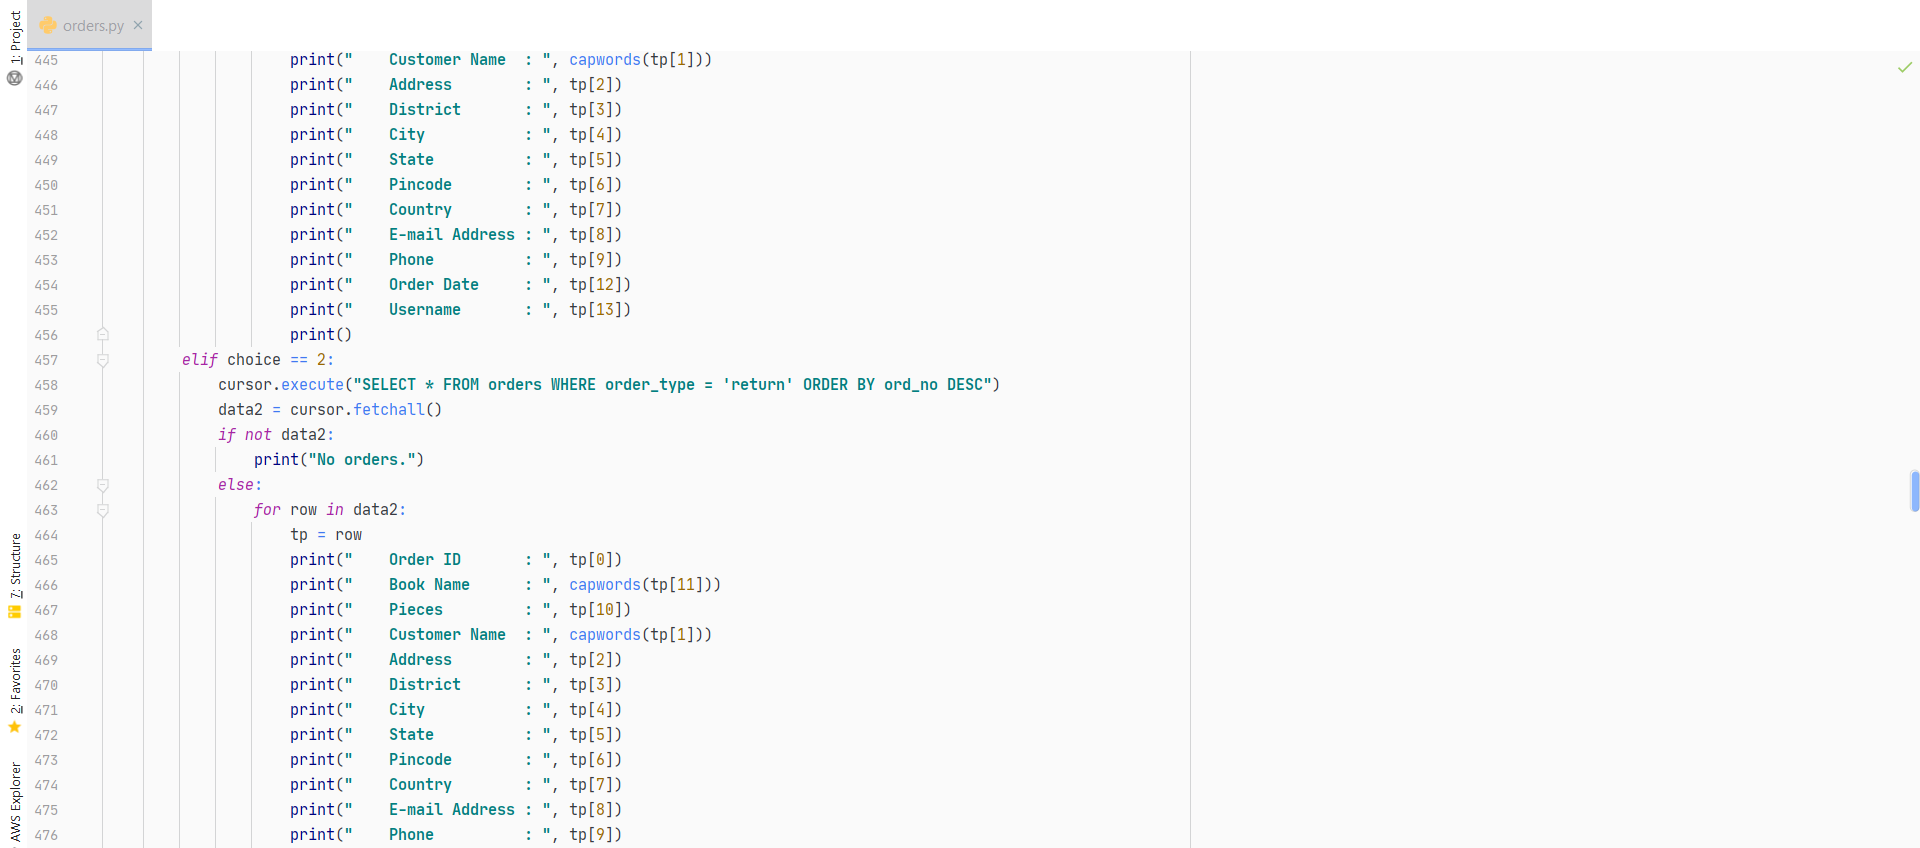 1: Project
7: Structure
2: Favorites
AWS Explorer
orders.py
445                 print("    Customer Name  : ", capwords(tp[1]))
446                 print("    Address        : ", tp[2])
447                 print("    District       : ", tp[3])
448                 print("    City           : ", tp[4])
449                 print("    State          : ", tp[5])
450                 print("    Pincode        : ", tp[6])
451                 print("    Country        : ", tp[7])
452                 print("    E-mail Address : ", tp[8])
453                 print("    Phone          : ", tp[9])
454                 print("    Order Date     : ", tp[12])
455                 print("    Username       : ", tp[13])
456                 print()
457     elif choice == 2:
458         cursor.execute("SELECT * FROM orders WHERE order_type = 'return' ORDER BY ord_no DESC")
459         data2 = cursor.fetchall()
460         if not data2:
461             print("No orders.")
462         else:
463             for row in data2:
464                 tp = row
465                 print("    Order ID       : ", tp[0])
466                 print("    Book Name      : ", capwords(tp[11]))
467                 print("    Pieces         : ", tp[10])
468                 print("    Customer Name  : ", capwords(tp[1]))
469                 print("    Address        : ", tp[2])
470                 print("    District       : ", tp[3])
471                 print("    City           : ", tp[4])
472                 print("    State          : ", tp[5])
473                 print("    Pincode        : ", tp[6])
474                 print("    Country        : ", tp[7])
475                 print("    E-mail Address : ", tp[8])
476                 print("    Phone          : ", tp[9])